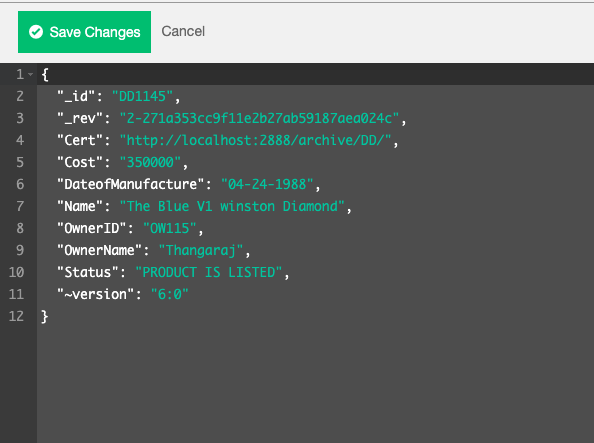 Save Changes Cancel
1 {
2 "_id": "DD1145",
3 "_rev": "2-271a353cc9f11e2b27ab59187aea024c",
4 "Cert": "http://localhost:2888/archive/DD/",
5 "Cost": "350000",
6 "DateofManufacture": "04-24-1988",
7 "Name": "The Blue V1 winston Diamond",
8 "OwnerID": "OW115",
9 "OwnerName": "Thangaraj",
10 "Status": "PRODUCT IS LISTED",
11 "~version": "6:0"
12 }